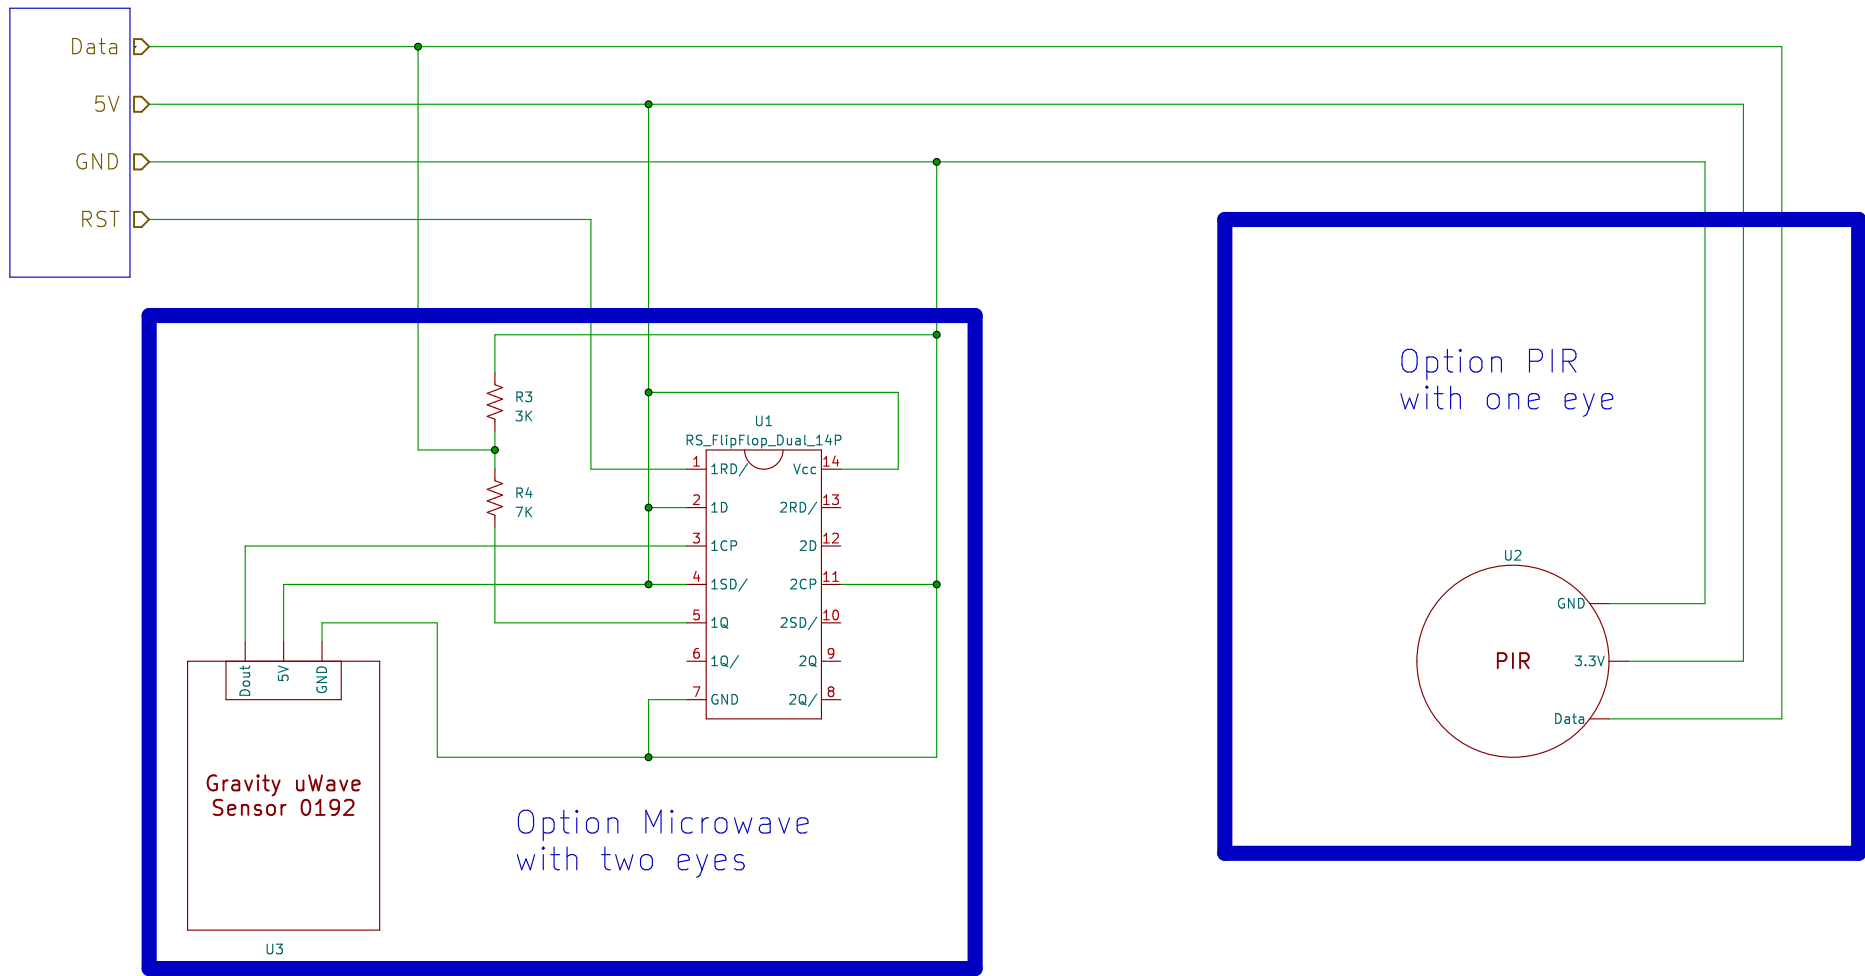 Data
5V
GND
RST
R3
3K
R4
7K
U1
RS_FlipFlop_Dual_14P
1 1RD/ Vcc 14
2 1D 2RD/ 13
3 1CP 2D 12
4 1SD/ 2CP 11
5 1Q 2SD/ 10
6 1Q/ 2Q 9
7 GND 2Q/ 8
Dout
5V
GND
Gravity uWave
Sensor 0192
U3
Option Microwave
with two eyes
Option PIR
with one eye
U2
GND
PIR 3.3V
Data